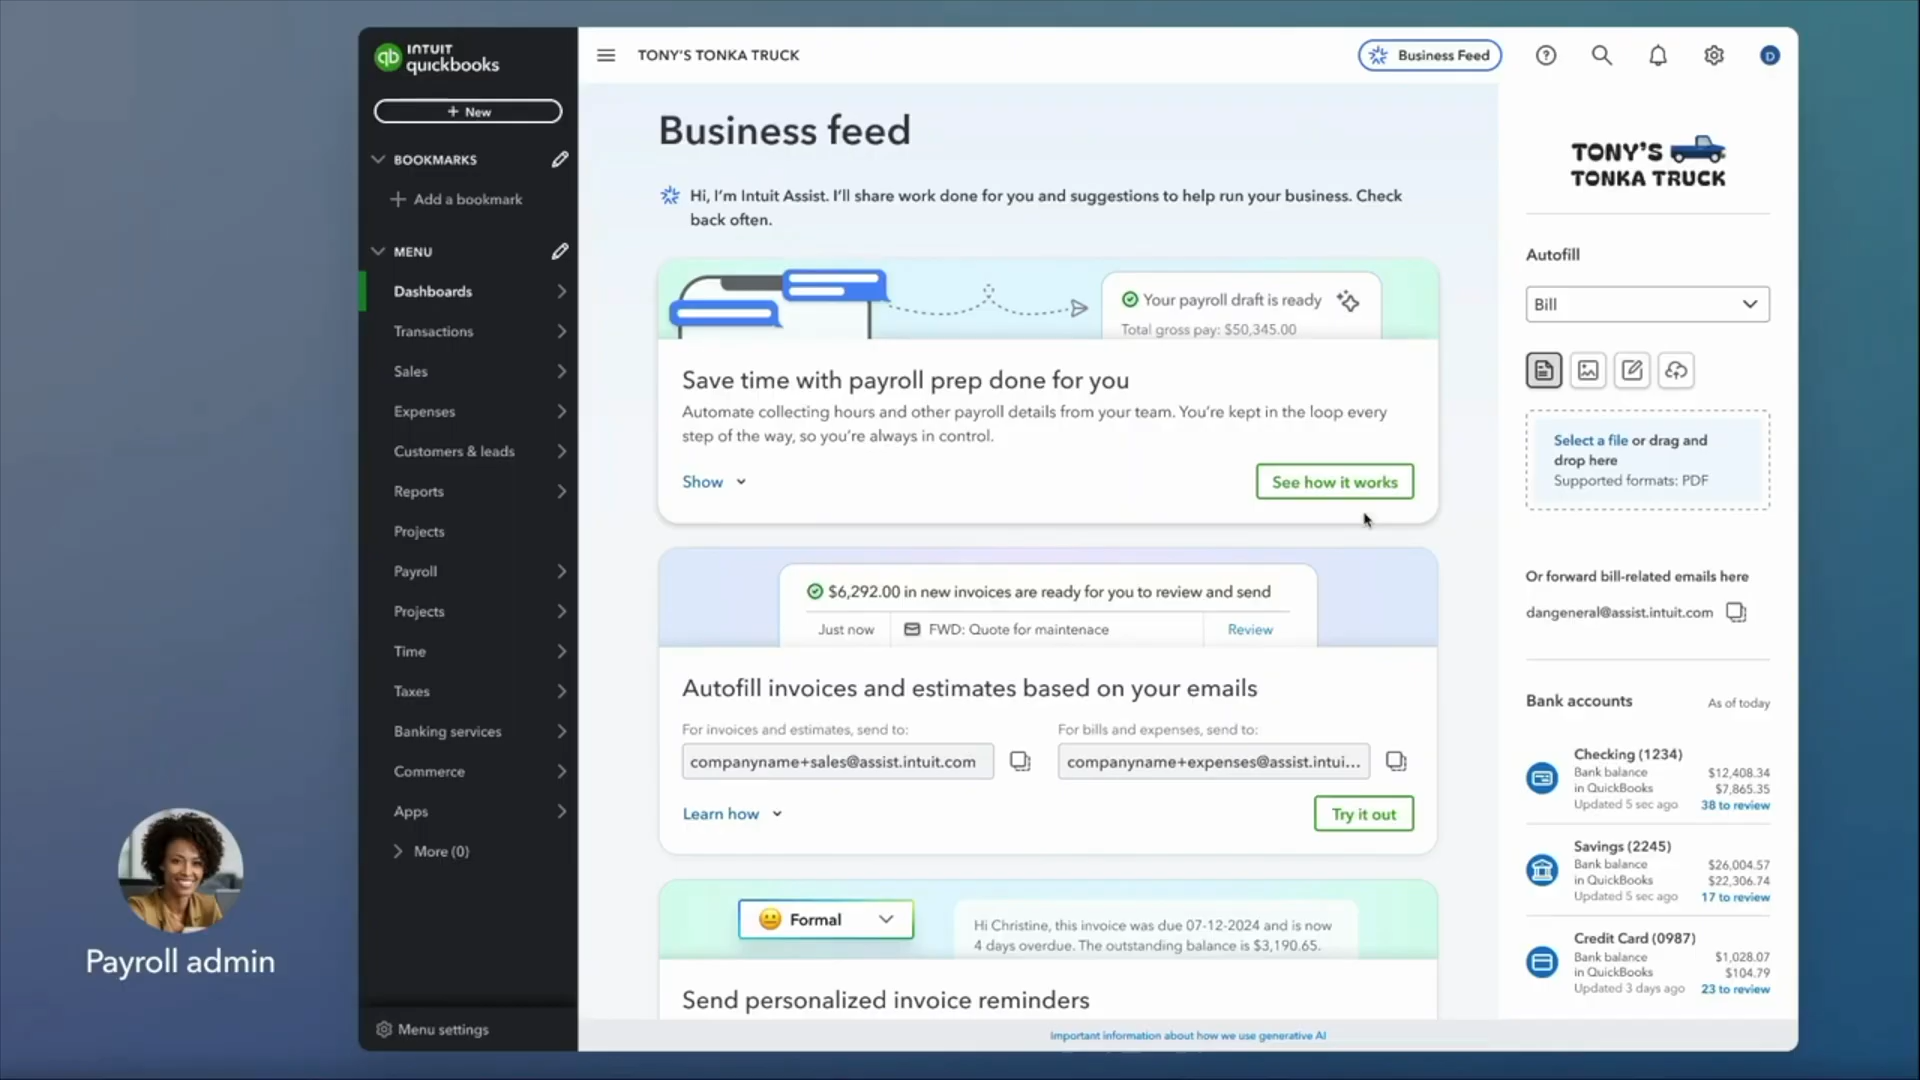 INTUIT
quickbooks
+ New
BOOKMARKS
Add a bookmark
MENU
Dashboards
Transactions
Sales
Expenses
Customers & leads
Reports
Projects
Payroll
Projects
Time
Taxes
Banking services
Commerce
Apps
More (0)
Menu settings
Payroll admin
TONY'S TONKA TRUCK
Business Feed
D
Business feed
Hi, I'm Intuit Assist. I'll share work done for you and suggestions to help run your business. Check
back often.
Your payroll draft is ready
Total gross pay: $50,345.00
Save time with payroll prep done for you
Automate collecting hours and other payroll details from your team. You're kept in the loop every
step of the way, so you're always in control.
Show
See how it works
$6,292.00 in new invoices are ready for you to review and send
Just now
FWD: Quote for maintenace
Review
Autofill invoices and estimates based on your emails
For invoices and estimates, send to:
companyname+sales@assist.intuit.com
For bills and expenses, send to:
companyname+expenses@assist.intui...
Learn how
Try it out
Formal
Hi Christine, this invoice was due 07-12-2024 and is now
4 days overdue. The outstanding balance is $3,190.65.
Send personalized invoice reminders
Important information about how we use generative AI
TONY'S
TONKA TRUCK
Autofill
Bill
Select a file or drag and
drop here
Supported formats: PDF
Or forward bill-related emails here
dangeneral@assist.intuit.com
Bank accounts
As of today
Checking (1234)
Bank balance $12,408.34
in QuickBooks $7,865.35
Updated 5 sec ago 38 to review
Savings (2245)
Bank balance $26,004.57
in QuickBooks $22,306.74
Updated 5 sec ago 17 to review
Credit Card (0987)
Bank balance $1,028.07
in QuickBooks $104.79
Updated 3 days ago 23 to review